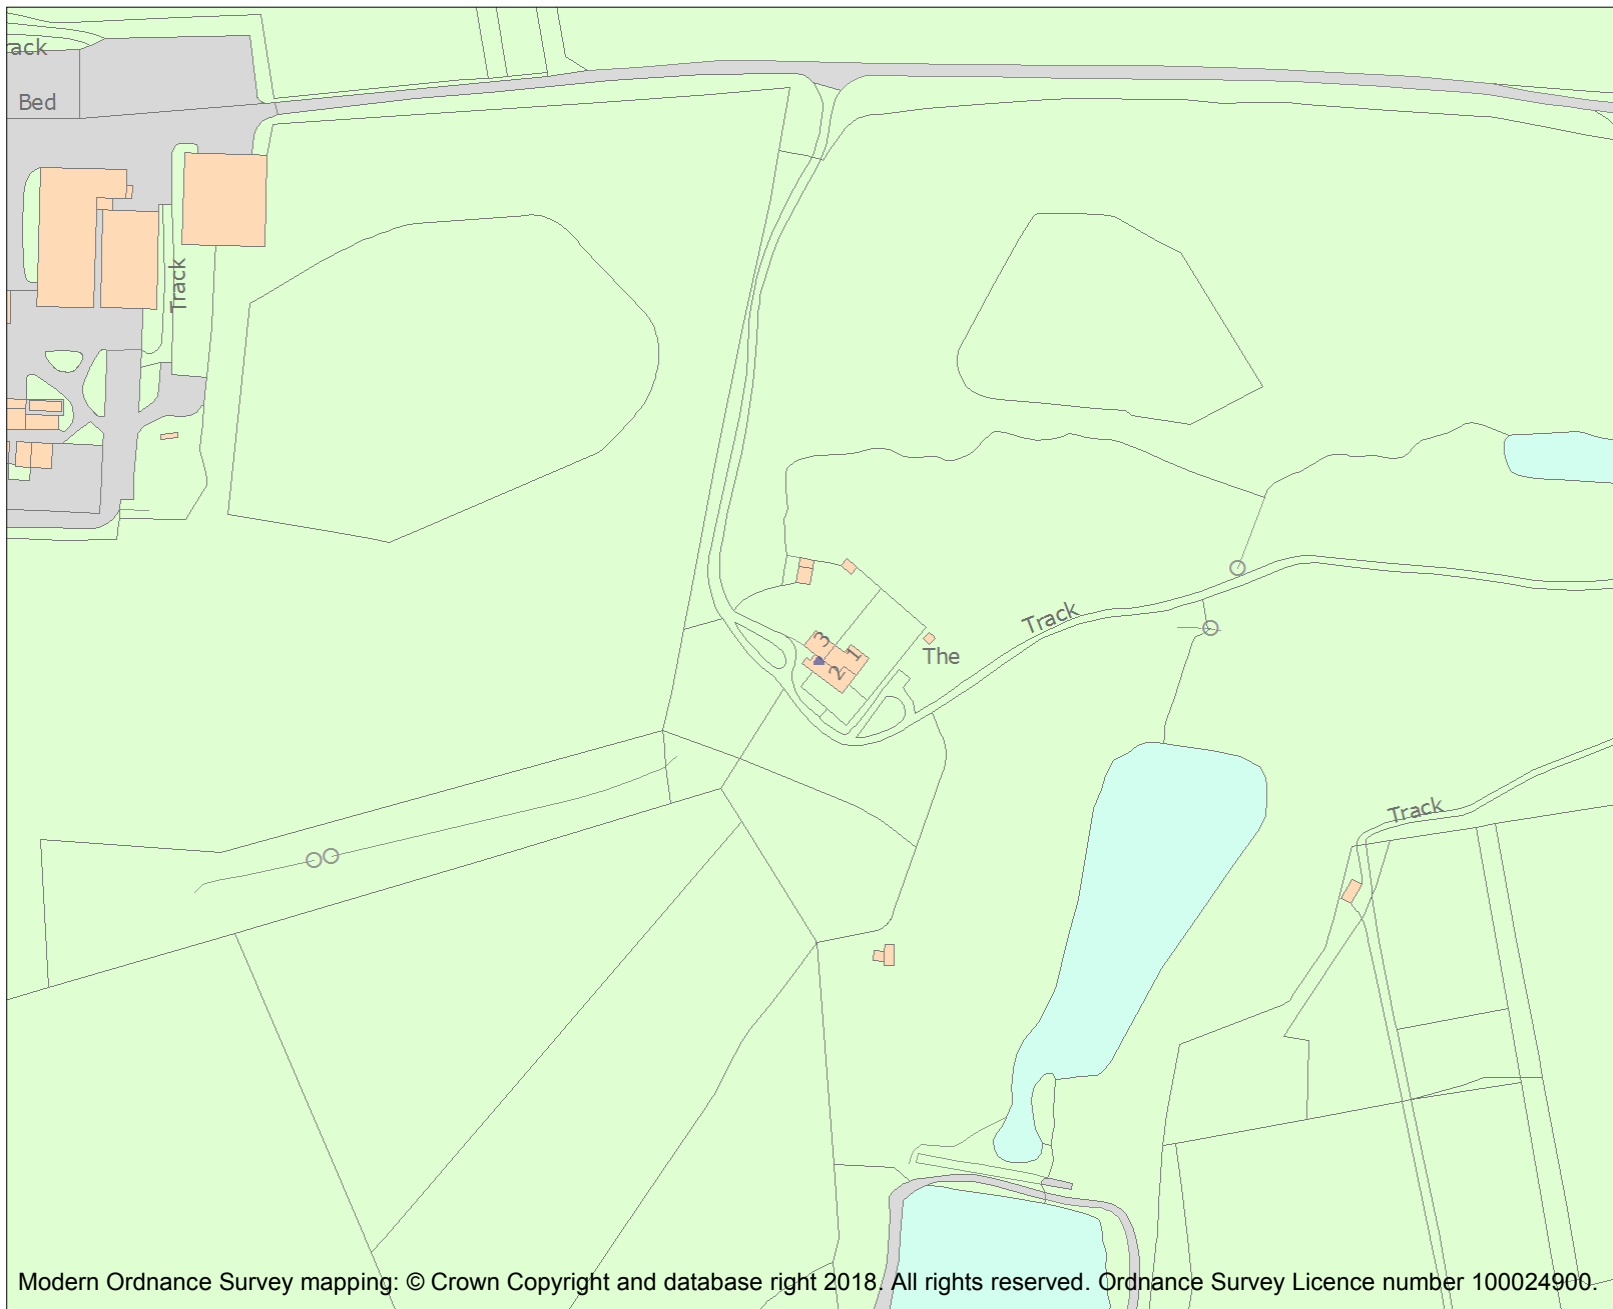 ack
Bed
Track
3
1
2
The
Track
Track
Modern Ordnance Survey mapping: © Crown Copyright and database right 2018. All rights reserved. Ordnance Survey Licence number 100024900.